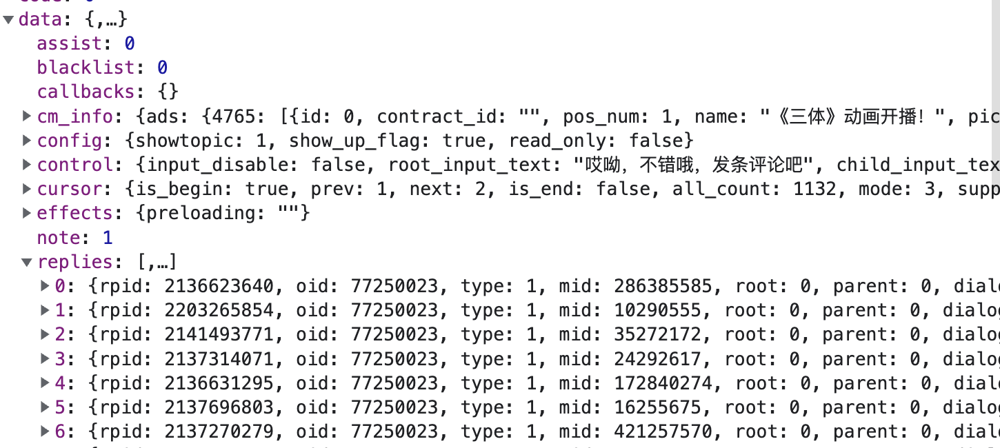 data: {,…}
assist: 0
blacklist: 0
callbacks: {}
cm_info: {ads: {4765: [{id: 0, contract_id: "", pos_num: 1, name: "《三体》动画开播！", pic
config: {showtopic: 1, show_up_flag: true, read_only: false}
control: {input_disable: false, root_input_text: "哎呦，不错哦，发条评论吧", child_input_tex
cursor: {is_begin: true, prev: 1, next: 2, is_end: false, all_count: 1132, mode: 3, supp
effects: {preloading: ""}
note: 1
replies: [,…]
0: {rpid: 2136623640, oid: 77250023, type: 1, mid: 286385585, root: 0, parent: 0, dialo
1: {rpid: 2203265854, oid: 77250023, type: 1, mid: 10290555, root: 0, parent: 0, dialog
2: {rpid: 2141493771, oid: 77250023, type: 1, mid: 35272172, root: 0, parent: 0, dialog
3: {rpid: 2137314071, oid: 77250023, type: 1, mid: 24292617, root: 0, parent: 0, dialog
4: {rpid: 2136631295, oid: 77250023, type: 1, mid: 172840274, root: 0, parent: 0, dialo
5: {rpid: 2137696803, oid: 77250023, type: 1, mid: 16255675, root: 0, parent: 0, dialog
6: {rpid: 2137270279, oid: 77250023, type: 1, mid: 421257570, root: 0, parent: 0, dialo